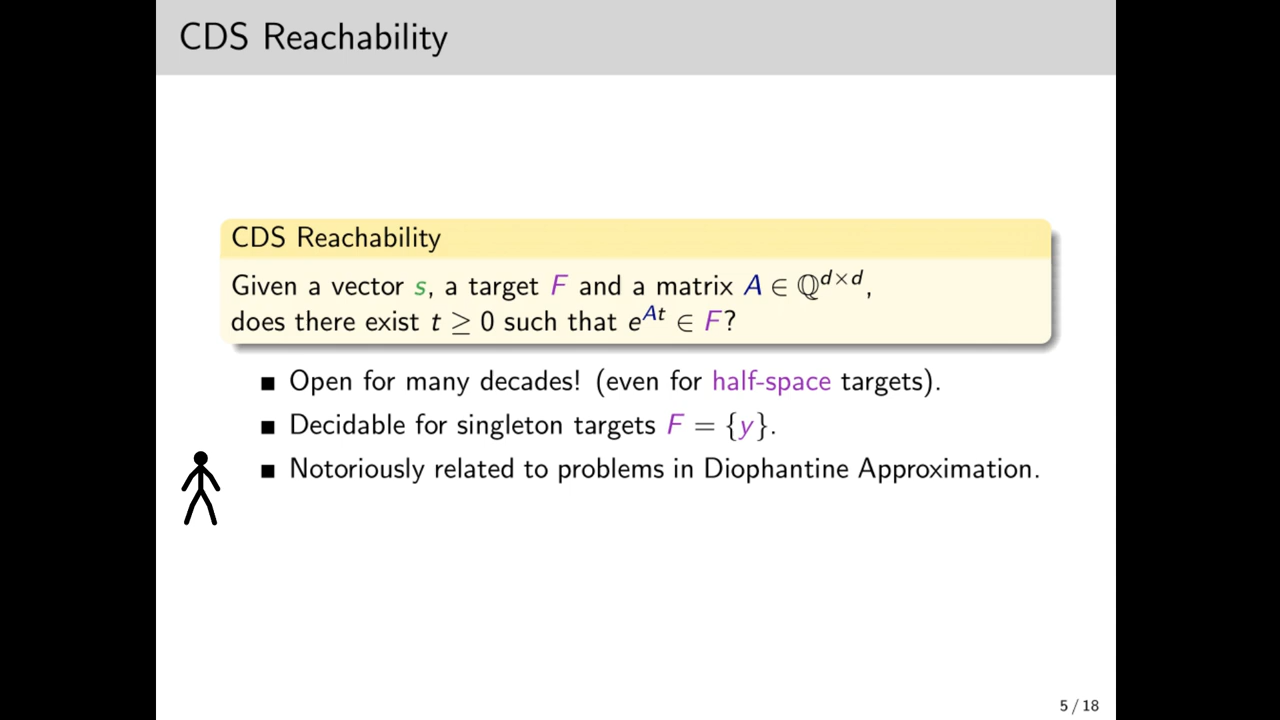 CDS Reachability
CDS Reachability
Given a vector s, a target F and a matrix A ∈ ℚ^{d×d},
does there exist t ≥ 0 such that e^{At} ∈ F?
■ Open for many decades! (even for half-space targets).
■ Decidable for singleton targets F = {y}.
■ Notoriously related to problems in Diophantine Approximation.
5 / 18